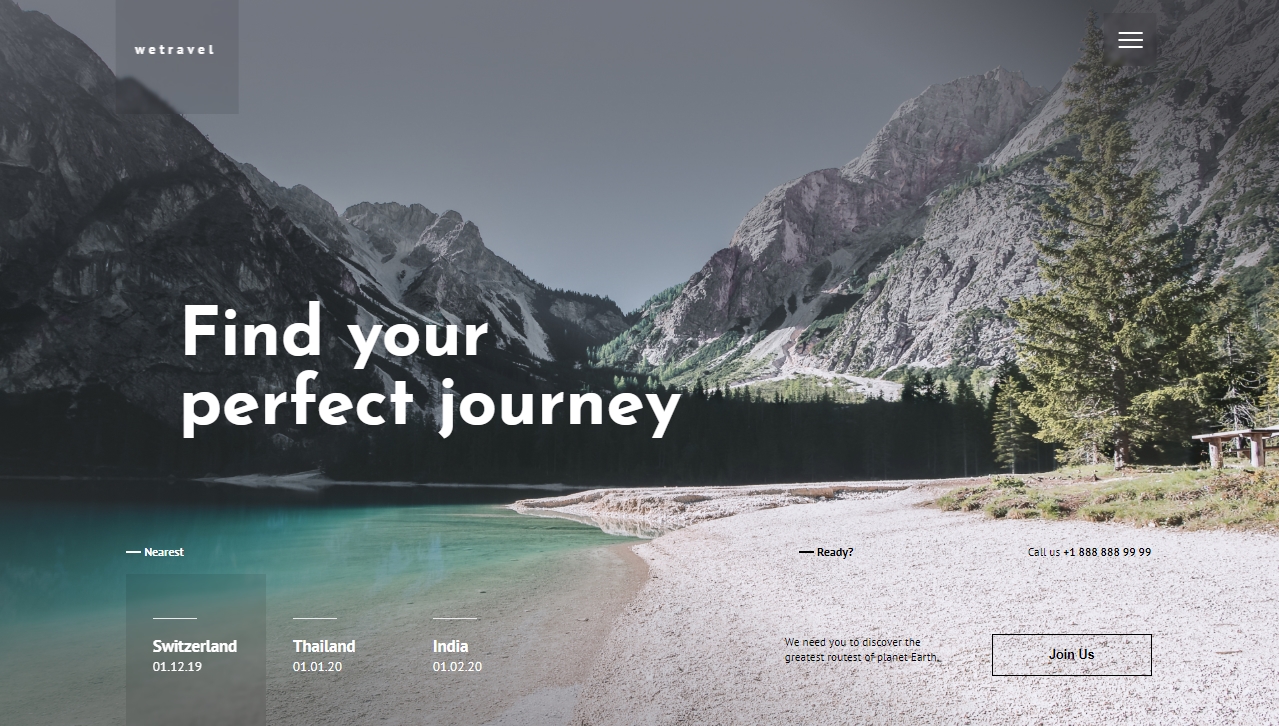 wetravel
Find your
perfect journey
Nearest
Ready?
Call us +1 888 888 99 99
Switzerland
01.12.19
Thailand
01.01.20
India
01.02.20
We need you to discover the
greatest routest of planet Earth.
Join Us